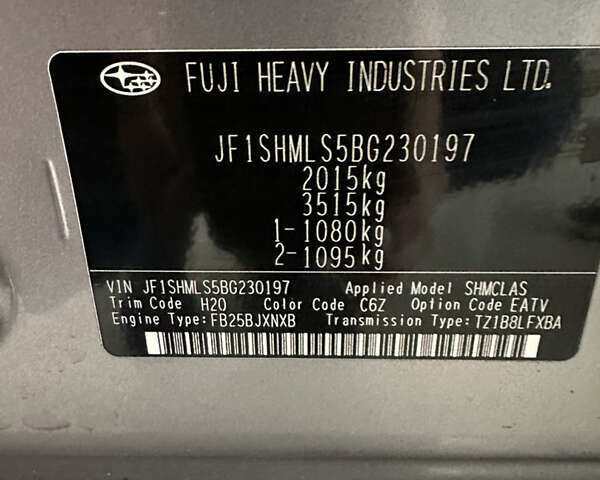 FUJI HEAVY INDUSTRIES LTD.
JF1SHMLS5BG230197
2015kg
3515kg
1-1080kg
2-1095kg
VIN JF1SHMLS5BG230197 Applied Model SHMCLAS
Trim Code H20 Color Code C6Z Option Code EATV
Engine Type:FB25BJXNXB Transmission Type:TZ1B8LFXBA